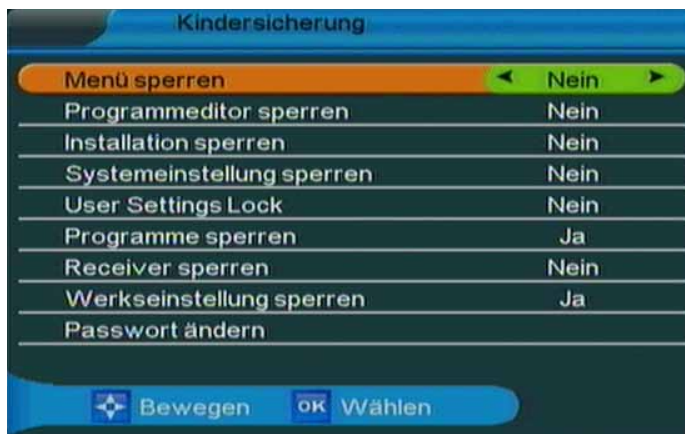 Kindersicherung
Menü sperren Nein
Programmeditor sperren Nein
Installation sperren Nein
Systemeinstellung sperren Nein
User Settings Lock Nein
Programme sperren Ja
Receiver sperren Nein
Werkseinstellung sperren Ja
Passwort ändern
Bewegen OK Wählen